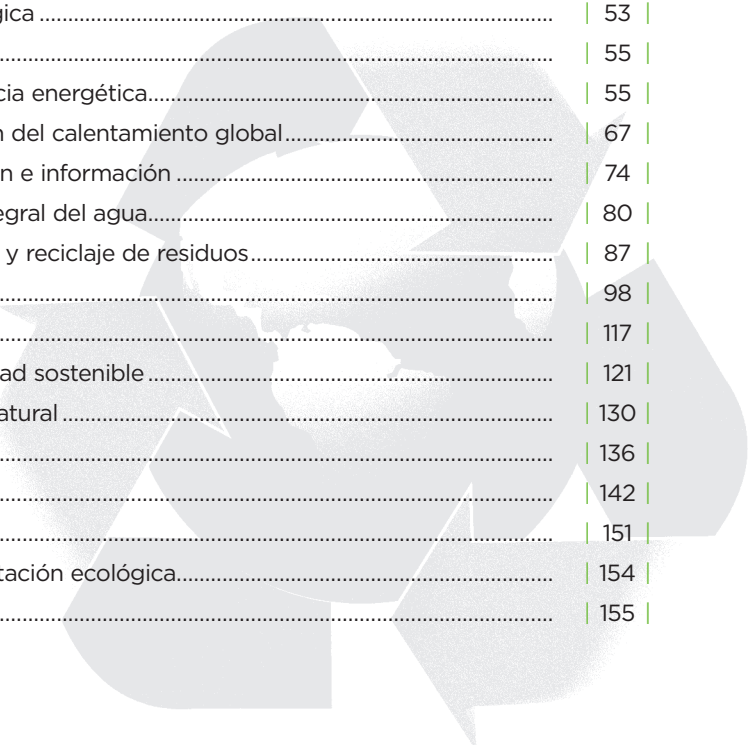 gica ........ | 53 |
........ | 55 |
cia energética........ | 55 |
n del calentamiento global........ | 67 |
n e información ........ | 74 |
egral del agua........ | 80 |
y reciclaje de residuos........ | 87 |
........ | 98 |
........ | 117 |
ad sostenible ........ | 121 |
atural ........ | 130 |
........ | 136 |
........ | 142 |
........ | 151 |
tación ecológica........ | 154 |
........ | 155 |